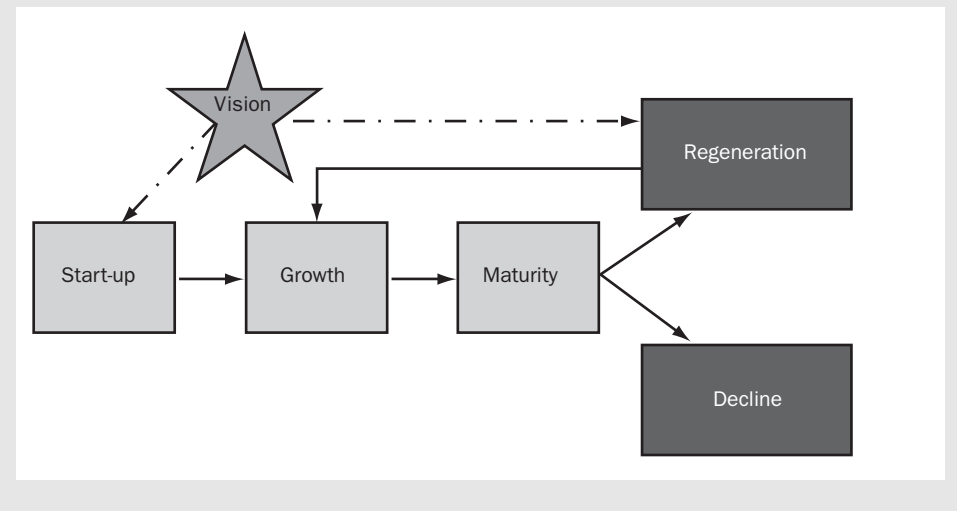 Vision
Regeneration
Start-up
Growth
Maturity
Decline